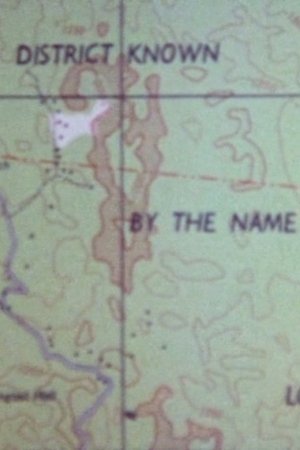 DISTRICT KNOWN
BY THE NAME